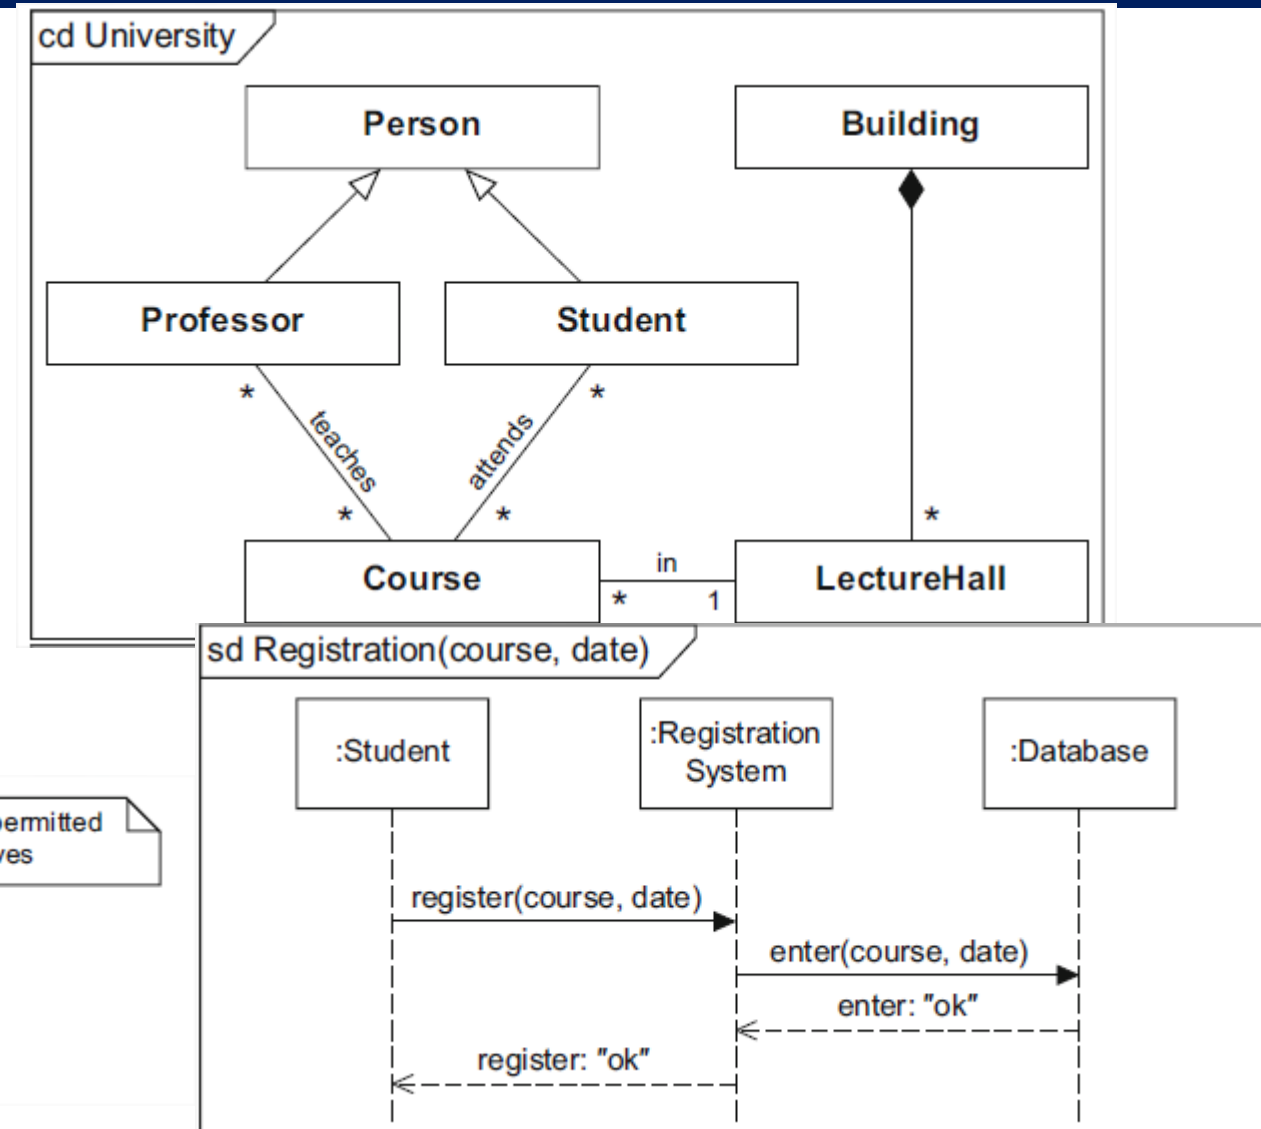 cd University
Person
Building
Professor
Student
*
*
teaches
attends
*
*
*
Course
in
LectureHall
*
1
sd Registration(course, date)
:Student
:Registration
System
:Database
permitted
register(course, date)
enter(course, date)
enter: "ok"
register: "ok"